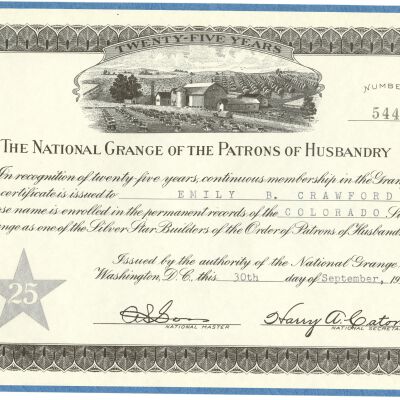 TWENTY-FIVE YEARS
NUMBER
544
THE NATIONAL GRANGE OF THE PATRONS OF HUSBANDRY
In recognition of twenty-five years, continuous membership in the Gran
certificate is issued to EMILY B. CRAWFORD
se name is enrolled in the permanent records of the COLORADO S
nge as one of the Silver Star Builders of the Order of Patrons of Husband
Issued by the authority of the National Grange
Washington, D.C. this 30th day of September, 19
25
NATIONAL MASTER
Harry A. Caton
NATIONAL SECRETA